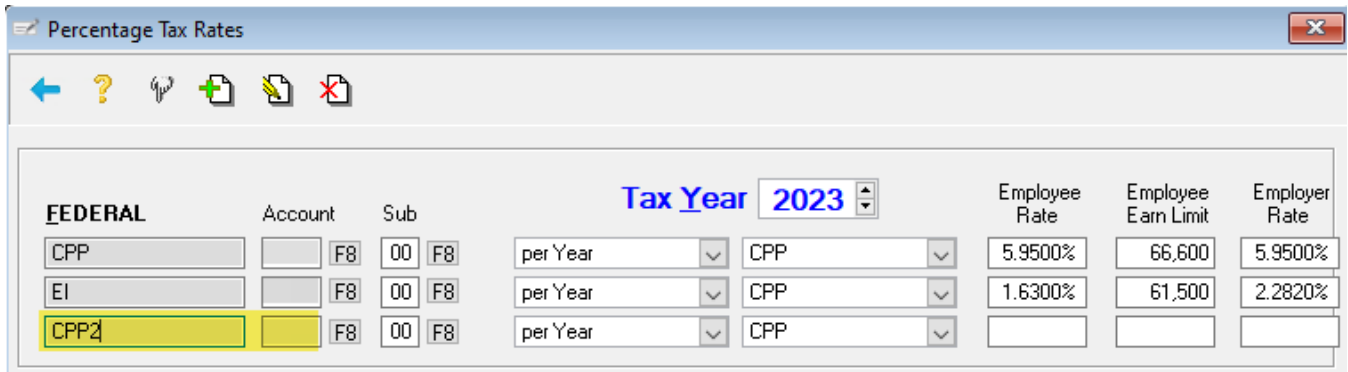 Percentage Tax Rates
FEDERAL Account Sub Tax Year 2023 Employee Rate Employee Earn Limit Employer Rate
CPP F8 00 F8 per Year CPP 5.9500% 66,600 5.9500%
EI F8 00 F8 per Year CPP 1.6300% 61,500 2.2820%
CPP2 F8 00 F8 per Year CPP